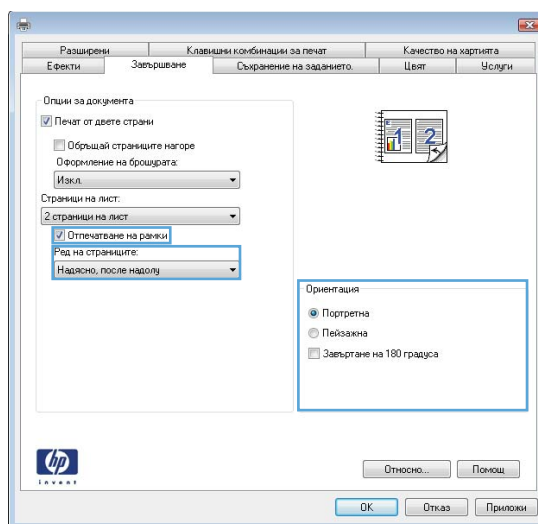 Разширени Клавишни комбинации за печат Качество на хартията
Ефекти Завършване Съхранение на заданието. Цвят Услуги
Опции за документа
Печат от двете страни
Обръщай страниците нагоре
Оформление на брошурата:
Изкл.
Страници на лист:
2 страници на лист
Отпечатване на рамки
Ред на страниците:
Надясно, после надолу
1 2
Ориентация
Портретна
Пейзажна
Завъртане на 180 градуса
hp
invent
Относно... Помощ
OK Отказ Приложи